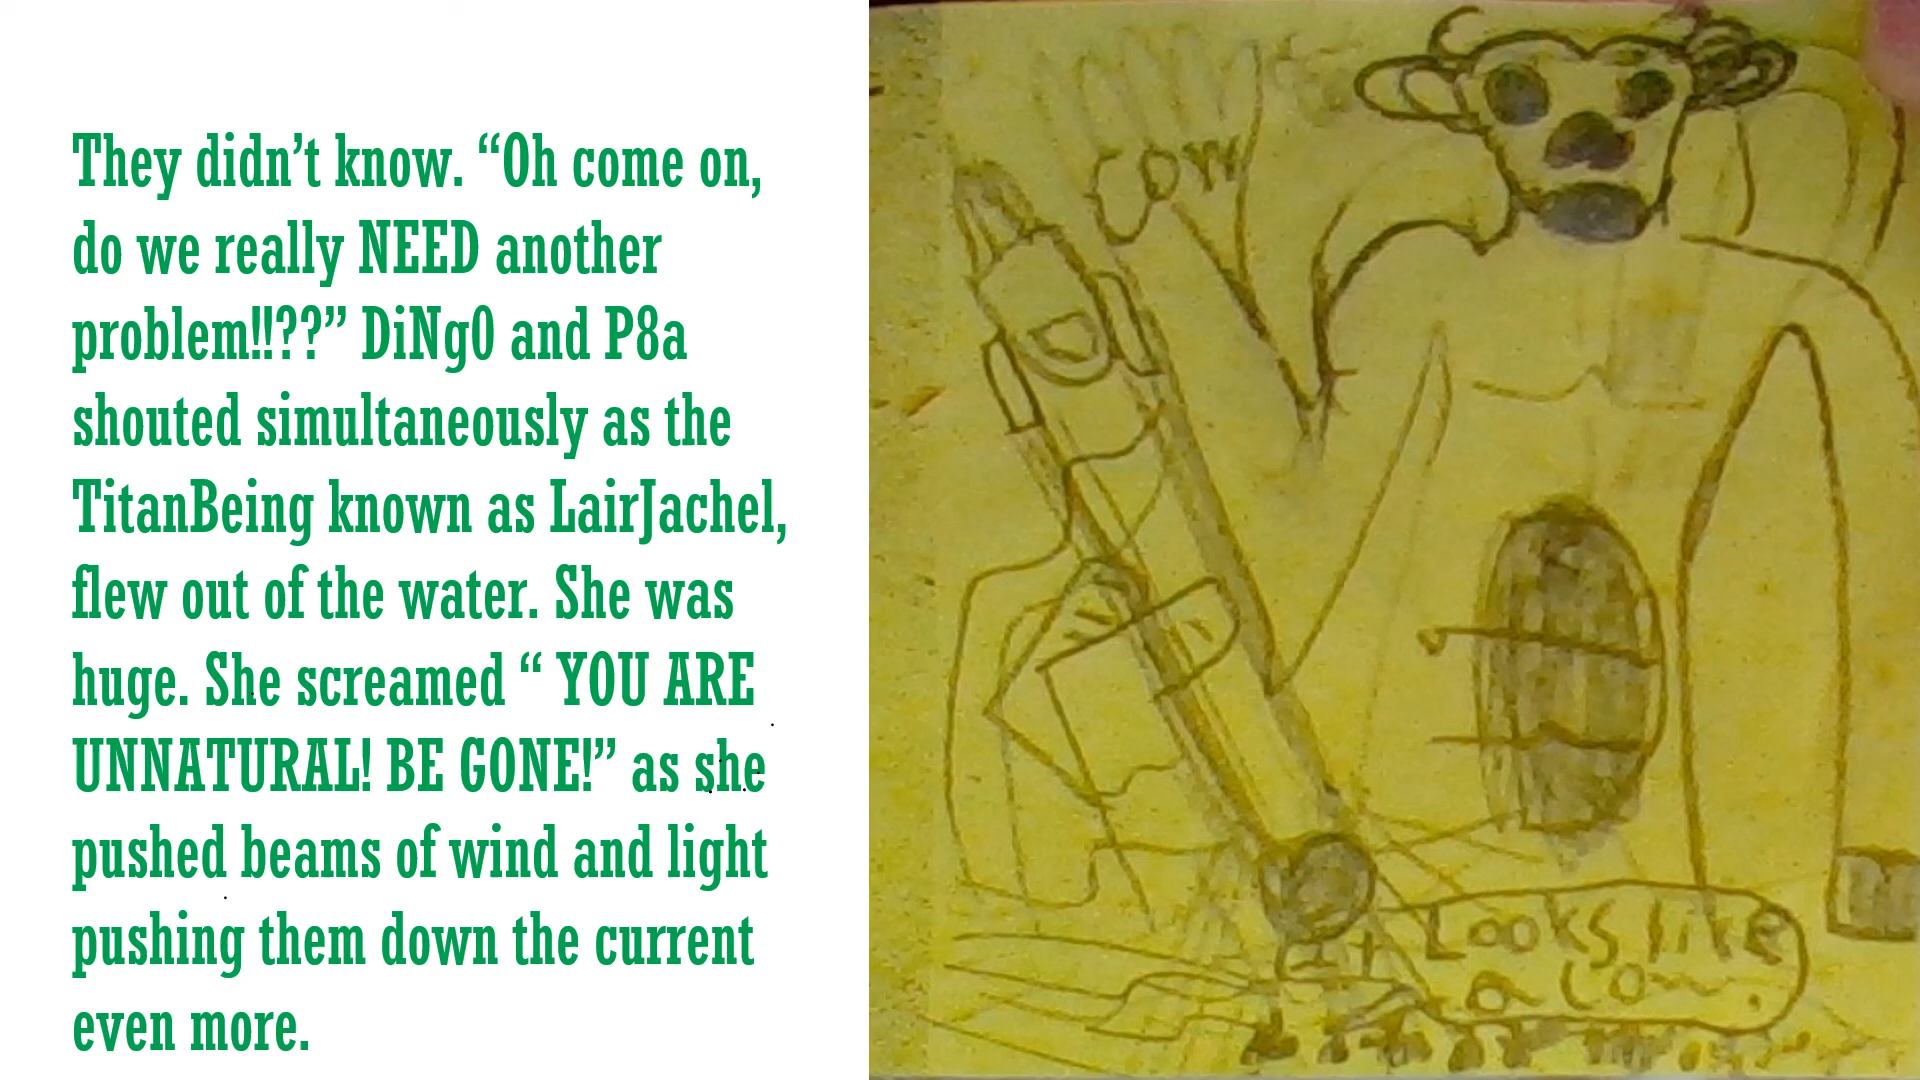 They didn’t know. “Oh come on,
do we really NEED another
problem!!??” DiNg0 and P8a
shouted simultaneously as the
TitanBeing known as LairJachel,
flew out of the water. She was
huge. She screamed “ YOU ARE
UNNATURAL! BE GONE!” as she
pushed beams of wind and light
pushing them down the current
even more.
COW
It Looks like
a cow.